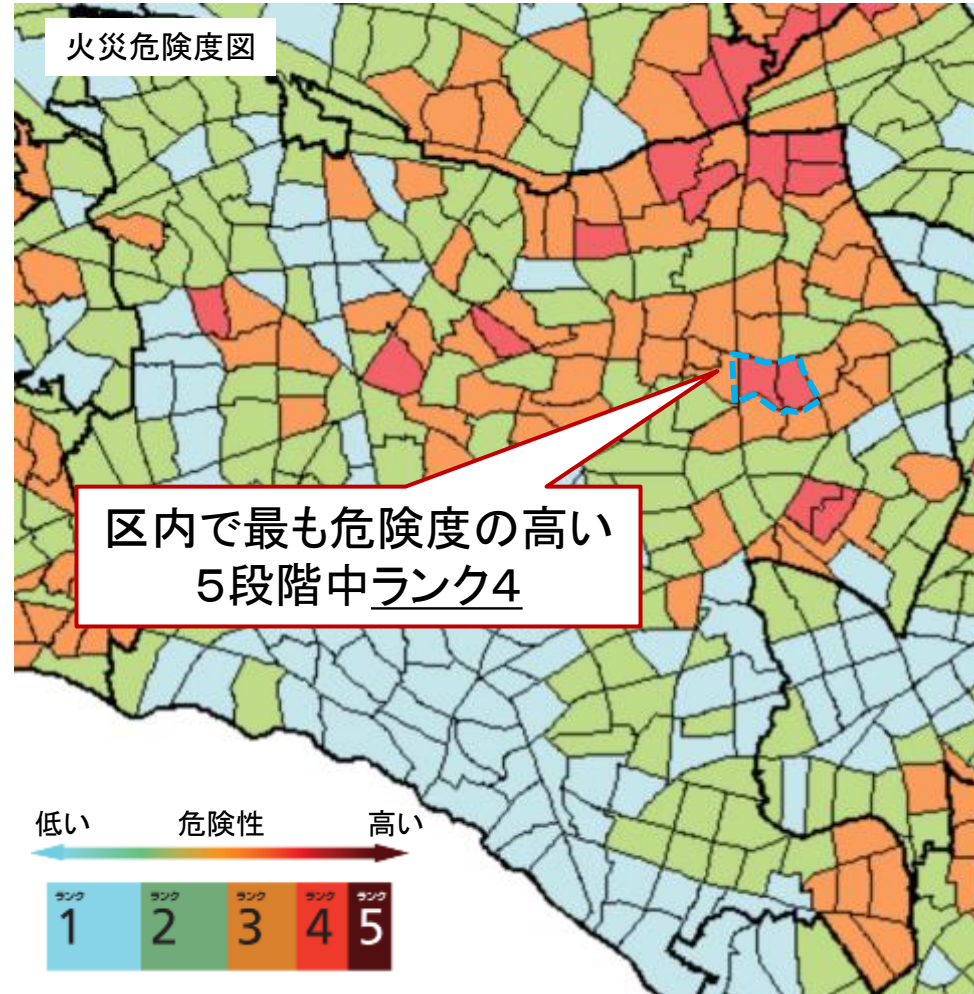 火災危険度図
区内で最も危険度の高い
5段階中ランク4
低い 危険性 高い
ランク ランク ランク ランク ランク
1 2 3 4 5